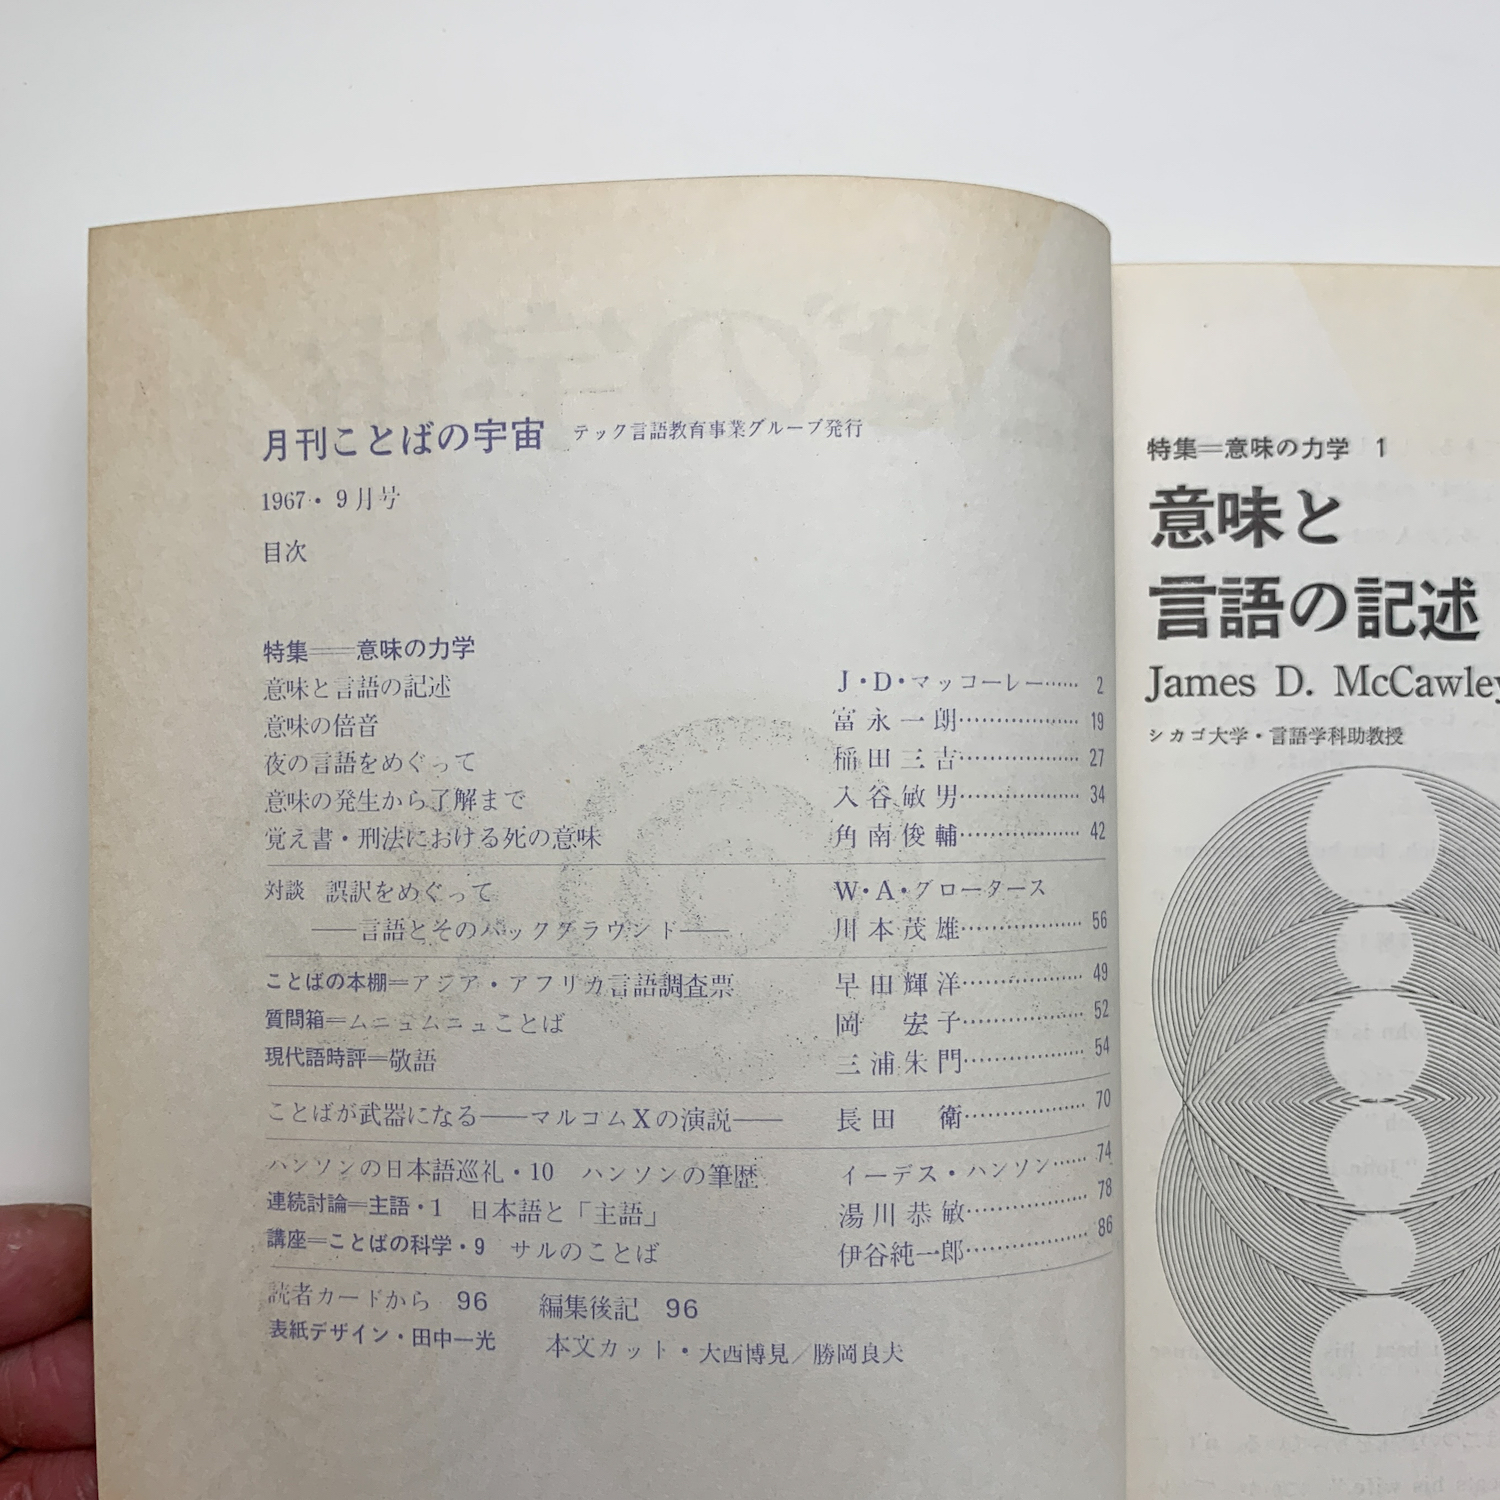 月刊ことばの宇宙 テック言語教育事業グループ発行
1967・9月号
目次
特集＝意味の力学
意味と言語の記述 J・D・マッコーレー…… 2
意味の倍音 富永一朗……………… 19
夜の言語をめぐって 稲田三吉……………… 27
意味の発生から了解まで 入谷敏男……………… 34
覚え書・刑法における死の意味 角南俊輔……………… 42
対談 誤訳をめぐって W・A・グロータース
――言語とそのバックグラウンド―― 川本茂雄……………… 56
ことばの本棚＝アジア・アフリカ言語調査票 早田輝洋……………… 49
質問箱＝ムニュムニュことば 岡 宏子……………… 52
現代語時評＝敬語 三浦朱門……………… 54
ことばが武器になる――マルコムXの演説―― 長田 衛……………… 70
ハンソンの日本語巡礼・10 ハンソンの筆歴 イーデス・ハンソン…… 74
連続討論＝主語・1 日本語と「主語」 湯川恭敏……………… 78
講座＝ことばの科学・9 サルのことば 伊谷純一郎……………… 86
読者カードから 96 編集後記 96
表紙デザイン・田中一光 本文カット・大西博見／勝岡良夫
特集＝意味の力学 1
意味と
言語の記述
James D. McCawley
シカゴ大学・言語学科助教授